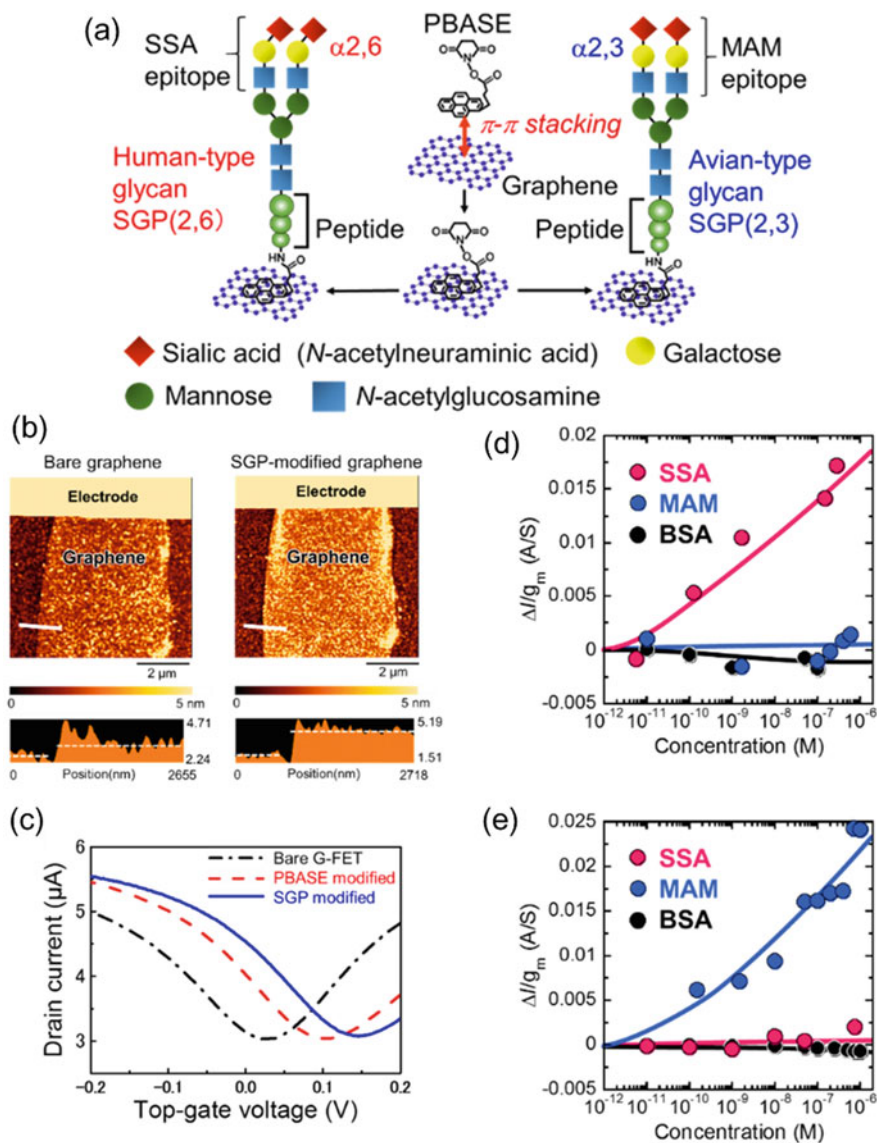 (a)
PBASE
SSA
epitope
α2,6
α2,3
MAM
epitope
π-π stacking
Human-type
glycan
SGP(2,6)
Graphene
Avian-type
glycan
SGP(2,3)
Peptide
Peptide
O
N
O
O
O
O
N
O
O
O
HN
O
HN
O
Sialic acid (N-acetylneuraminic acid)
Galactose
Mannose
N-acetylglucosamine
(b)
Bare graphene
SGP-modified graphene
Electrode
Electrode
Graphene
Graphene
2 μm
2 μm
0
5 nm
0
5 nm
4.71
2.24
5.19
1.51
0 Position(nm) 2655
0 Position(nm) 2718
(c)
Bare G-FET
PBASE modified
SGP modified
Drain current (μA)
6
5
4
3
−0.2 −0.1 0.0 0.1 0.2
Top-gate voltage (V)
(d)
SSA
MAM
BSA
ΔI/gm (A/S)
0.02
0.015
0.01
0.005
0
-0.005
10-12 10-11 10-10 10-9 10-8 10-7 10-6
Concentration (M)
(e)
SSA
MAM
BSA
ΔI/gm (A/S)
0.025
0.02
0.015
0.01
0.005
0
-0.005
10-12 10-11 10-10 10-9 10-8 10-7 10-6
Concentration (M)